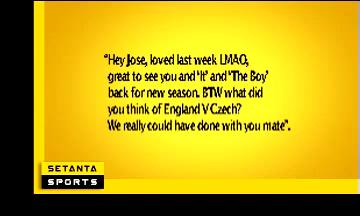 "Hey Jose, loved last week LMAO,
great to see you and 'It' and 'The Boy'
back for new season. BTW what did
you think of England V Czech?
We really could have done with you mate".
SETANTA
SPORTS